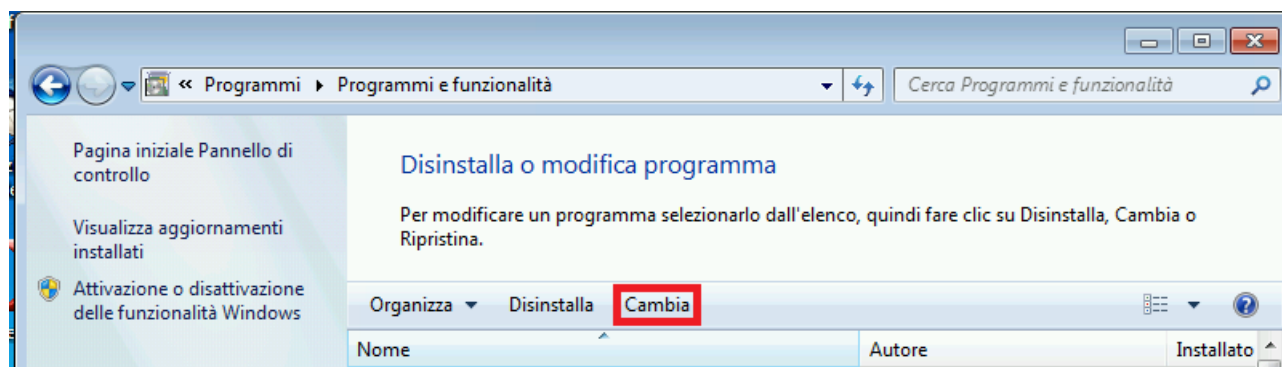 « Programmi Programmi e funzionalità
Cerca Programmi e funzionalità
Pagina iniziale Pannello di
controllo
Visualizza aggiornamenti
installati
Attivazione o disattivazione
delle funzionalità Windows
Disinstalla o modifica programma
Per modificare un programma selezionarlo dall'elenco, quindi fare clic su Disinstalla, Cambia o
Ripristina.
Organizza Disinstalla Cambia
Nome Autore Installato